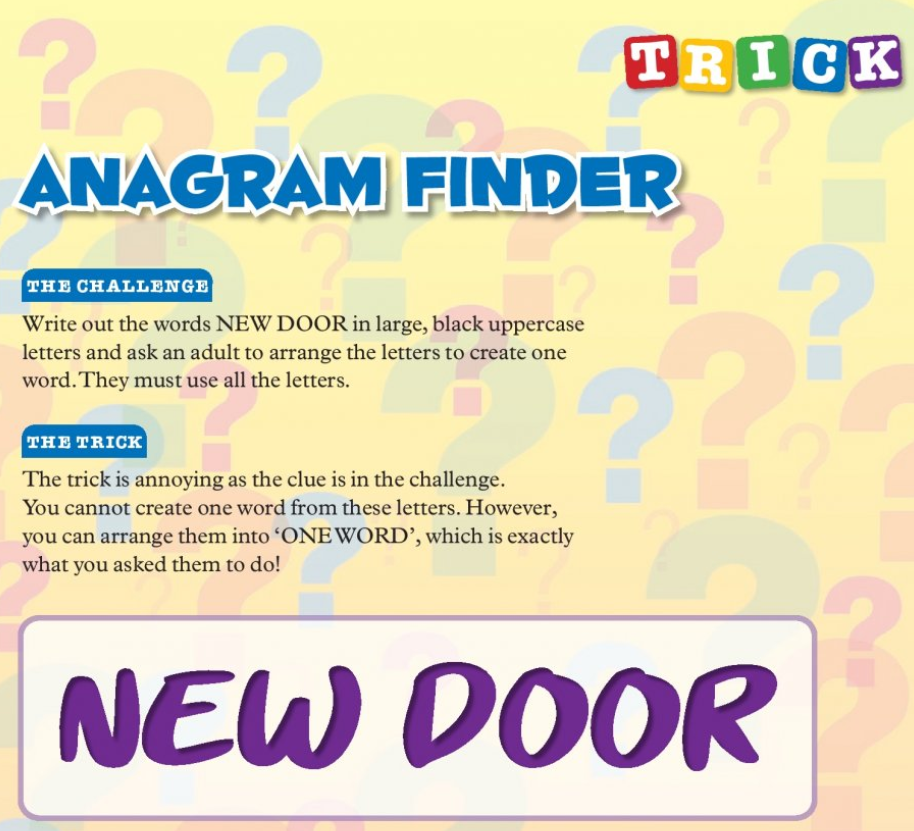 TRICK
ANAGRAM FINDER
THE CHALLENGE
Write out the words NEW DOOR in large, black uppercase
letters and ask an adult to arrange the letters to create one
word. They must use all the letters.
THE TRICK
The trick is annoying as the clue is in the challenge.
You cannot create one word from these letters. However,
you can arrange them into ‘ONE WORD’, which is exactly
what you asked them to do!
NEW DOOR